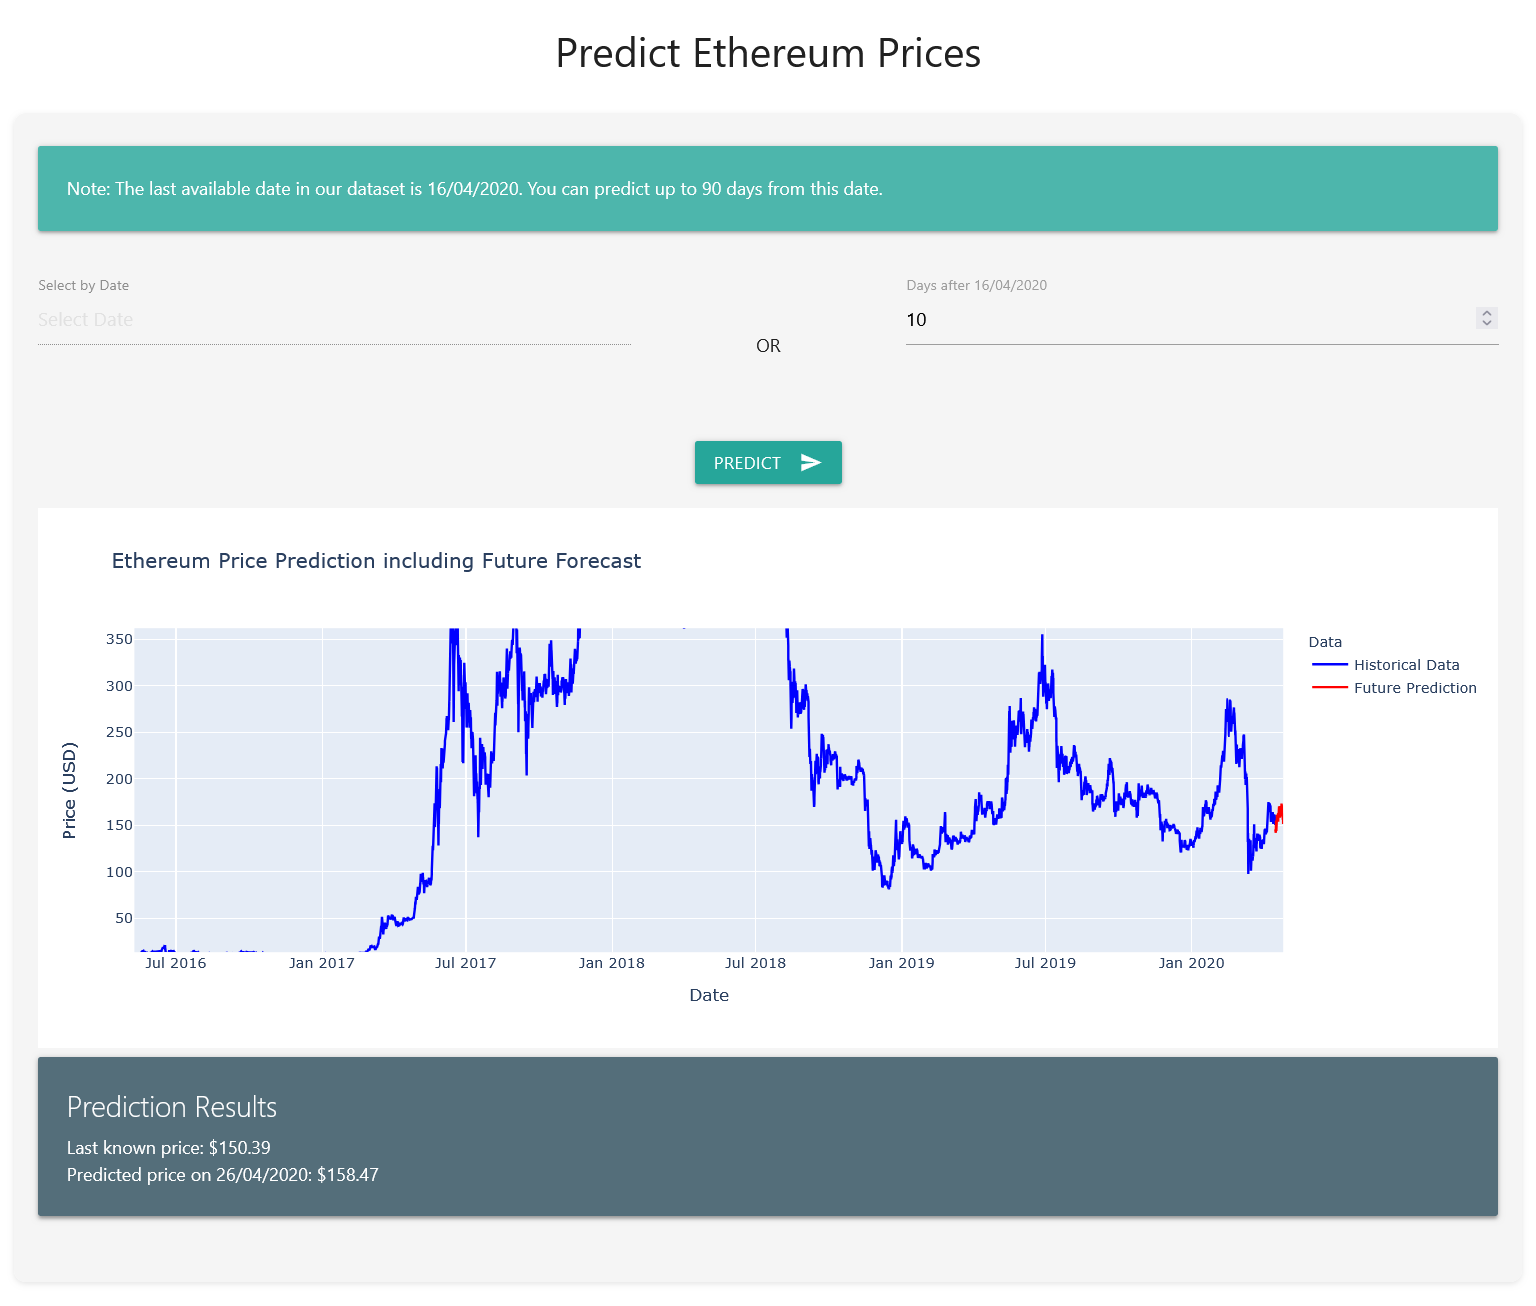 Predict Ethereum Prices
Note: The last available date in our dataset is 16/04/2020. You can predict up to 90 days from this date.
Select by Date
Select Date
OR
Days after 16/04/2020
10
PREDICT
Ethereum Price Prediction including Future Forecast
350
300
250
200
150
100
50
Price (USD)
Jul 2016
Jan 2017
Jul 2017
Jan 2018
Jul 2018
Jan 2019
Jul 2019
Jan 2020
Date
Data
Historical Data
Future Prediction
Prediction Results
Last known price: $150.39
Predicted price on 26/04/2020: $158.47